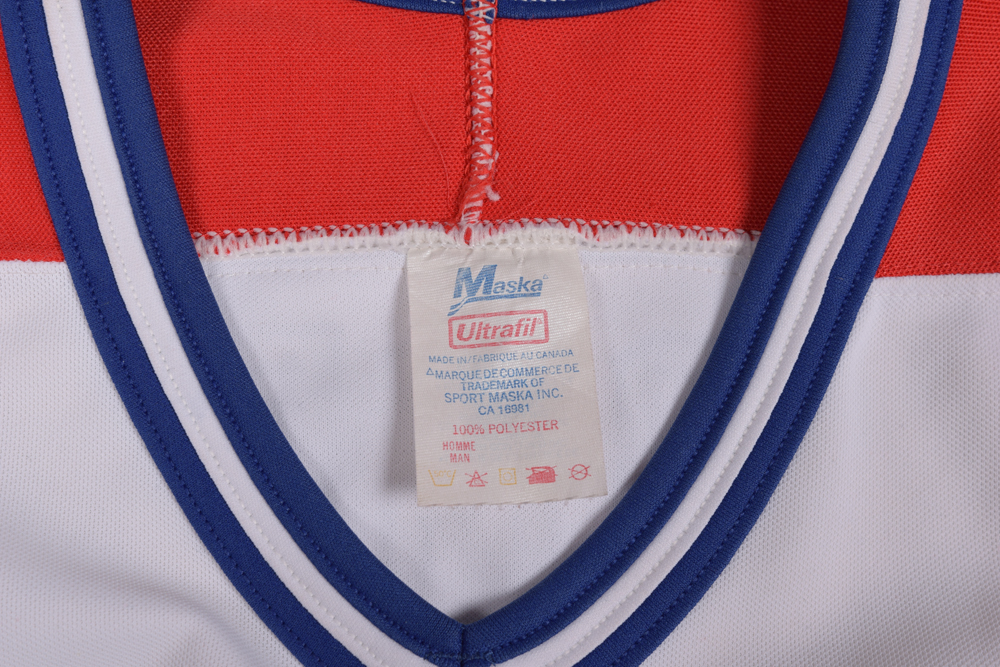 Maska
Ultrafil
MADE IN/FABRIQUE AU CANADA
△MARQUE DE COMMERCE DE
TRADEMARK OF
SPORT MASKA INC.
CA 16981
100% POLYESTER
HOMME
MAN